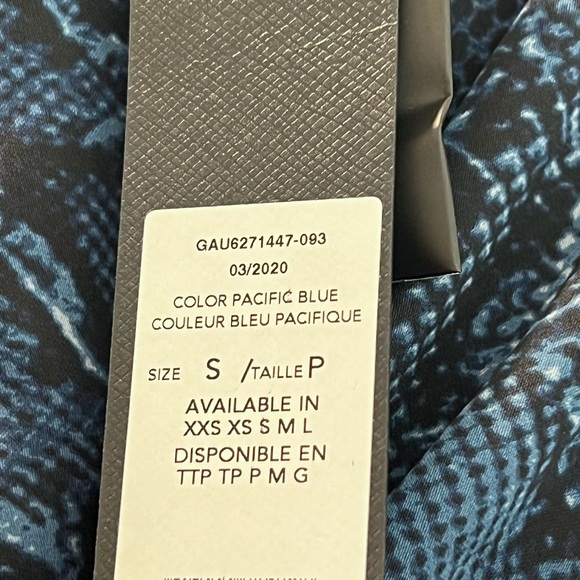 GAU6271447-093
03/2020
COLOR PACIFIC BLUE
COULEUR BLEU PACIFIQUE
SIZE S /TAILLE P
AVAILABLE IN
XXS XS S M L
DISPONIBLE EN
TTP TP P M G